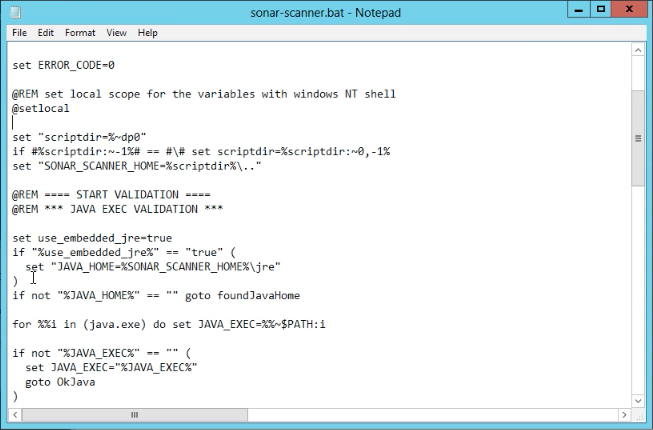 sonar-scanner.bat - Notepad
File Edit Format View Help
set ERROR_CODE=0
@REM set local scope for the variables with windows NT shell
@setlocal
set "scriptdir=%~dp0"
if #%scriptdir:~-1%# == #\# set scriptdir=%scriptdir:~0,-1%
set "SONAR_SCANNER_HOME=%scriptdir%\.."
@REM ==== START VALIDATION ====
@REM *** JAVA EXEC VALIDATION ***
set use_embedded_jre=true
if "%use_embedded_jre%" == "true" (
  set "JAVA_HOME=%SONAR_SCANNER_HOME%\jre"
)
if not "%JAVA_HOME%" == "" goto foundJavaHome
for %%i in (java.exe) do set JAVA_EXEC=%%~$PATH:i
if not "%JAVA_EXEC%" == "" (
  set JAVA_EXEC="%JAVA_EXEC%"
  goto OkJava
)